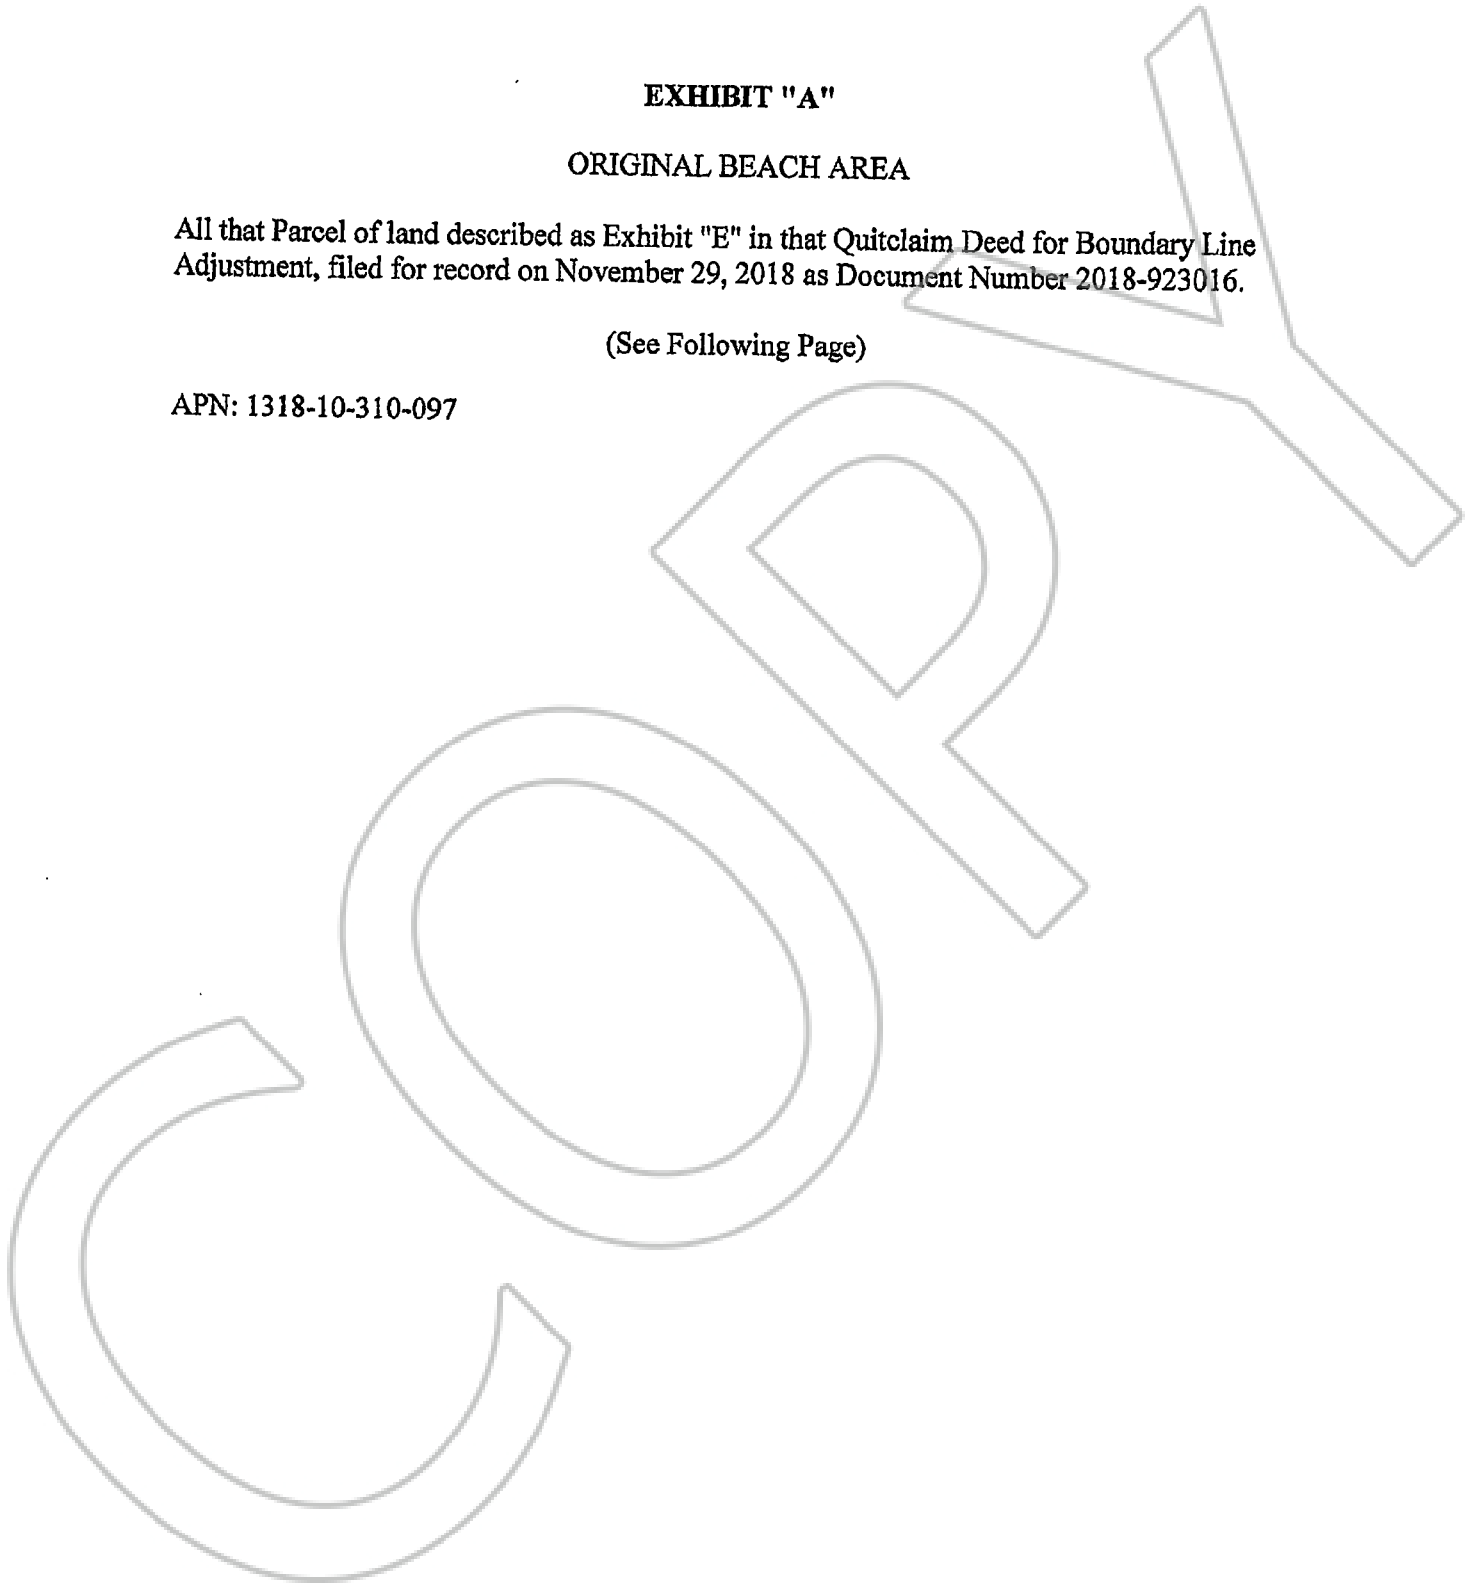 EXHIBIT "A"
ORIGINAL BEACH AREA
All that Parcel of land described as Exhibit "E" in that Quitclaim Deed for Boundary Line
Adjustment, filed for record on November 29, 2018 as Document Number 2018-923016.
(See Following Page)
APN: 1318-10-310-097
COPY